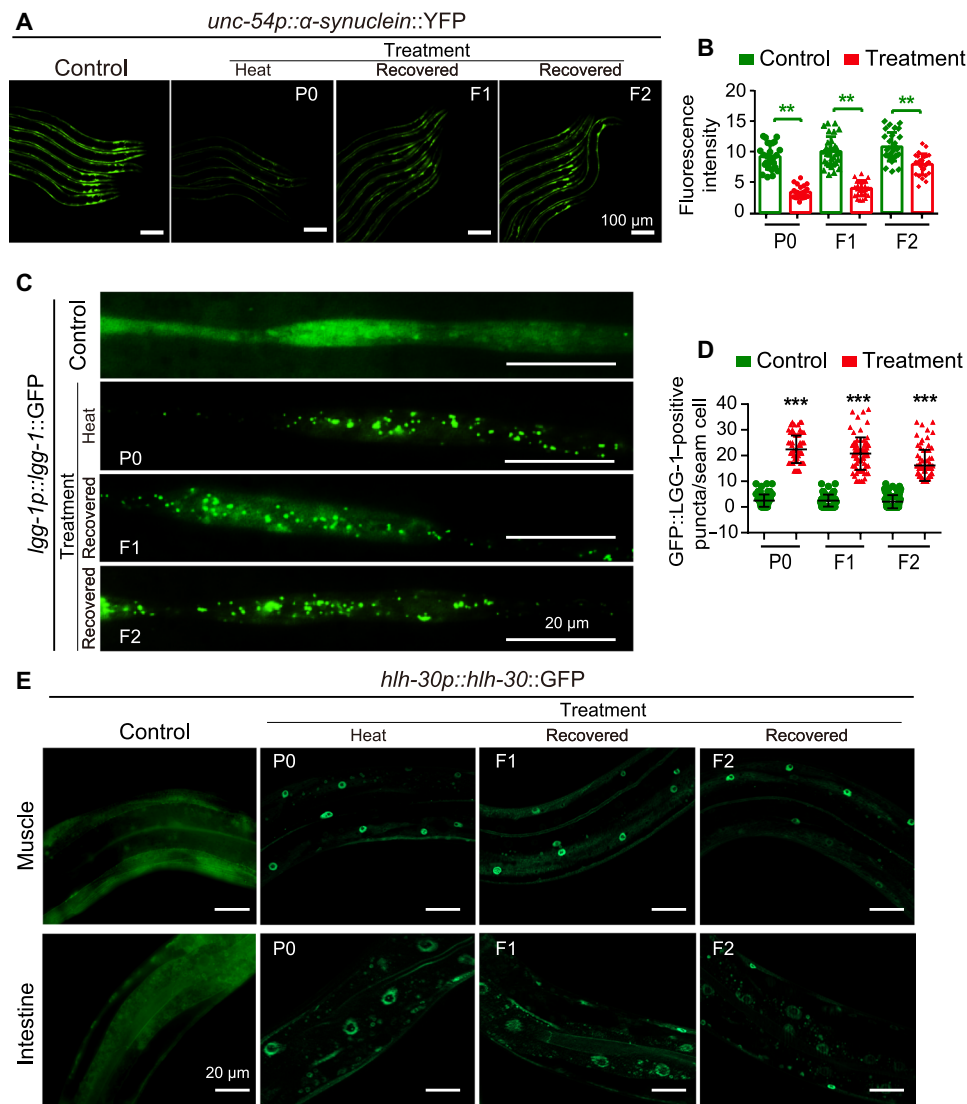 A
unc-54p::α-synuclein::YFP
Treatment
Control
Heat
Recovered
Recovered
P0
F1
F2
100 µm
B
Control
Treatment
Fluorescence
intensity
20
15
10
5
0
**
**
**
P0
F1
F2
C
lgg-1p::lgg-1::GFP
Treatment
Control
Heat
Recovered
Recovered
P0
F1
F2
20 µm
D
Control
Treatment
GFP::LGG-1–positive
puncta/seam cell
40
30
20
10
0
–10
***
***
***
P0
F1
F2
E
hlh-30p::hlh-30::GFP
Treatment
Control
Heat
Recovered
Recovered
Muscle
P0
F1
F2
Intestine
P0
F1
F2
20 µm